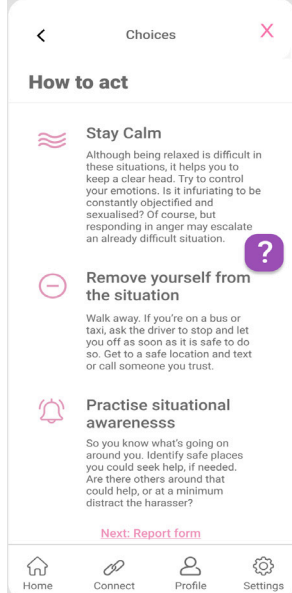 Choices
X
How to act
Stay Calm
Although being relaxed is difficult in
these situations, it helps you to
keep a clear head. Try to control
your emotions. Is it infuriating to be
constantly objectified and
sexualised? Of course, but
responding in anger may escalate
an already difficult situation.
?
Remove yourself from
the situation
Walk away. If you're on a bus or
taxi, ask the driver to stop and let
you off as soon as it is safe to do
so. Get to a safe location and text
or call someone you trust.
Practise situational
awarenesss
So you know what's going on
around you. Identify safe places
you could seek help, if needed.
Are there others around that
could help, or at a minimum
distract the harasser?
Next: Report form
Home Connect Profile Settings